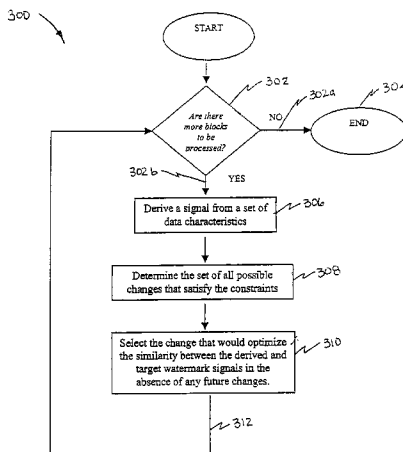 300
START
302
Are there
more blocks
to be
processed?
NO
302a
END
302b
YES
Derive a signal from a set of
data characteristics
306
Determine the set of all possible
changes that satisfy the constraints
308
Select the change that would optimize
the similarity between the derived and
target watermark signals in the
absence of any future changes.
310
312